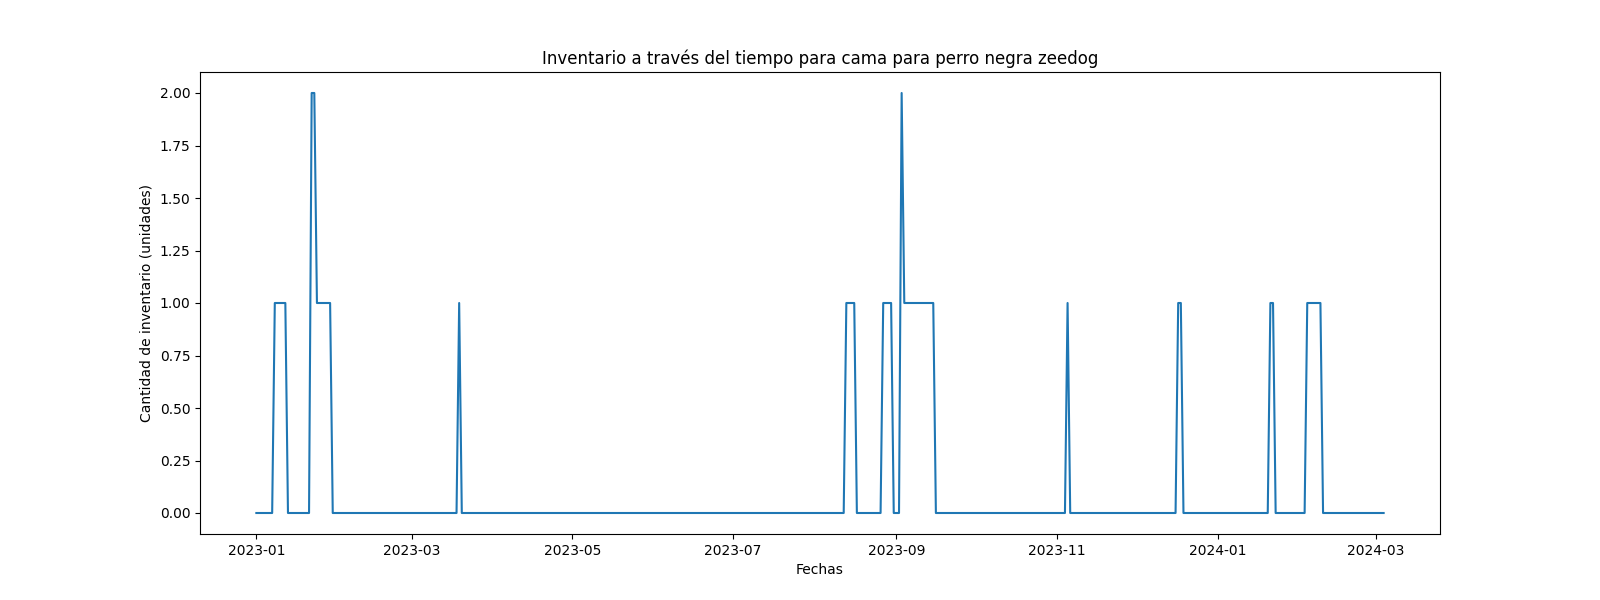 Inventario a través del tiempo para cama para perro negra zeedog
Cantidad de inventario (unidades)
2.00
1.75
1.50
1.25
1.00
0.75
0.50
0.25
0.00
2023-01 2023-03 2023-05 2023-07 2023-09 2023-11 2024-01 2024-03
Fechas